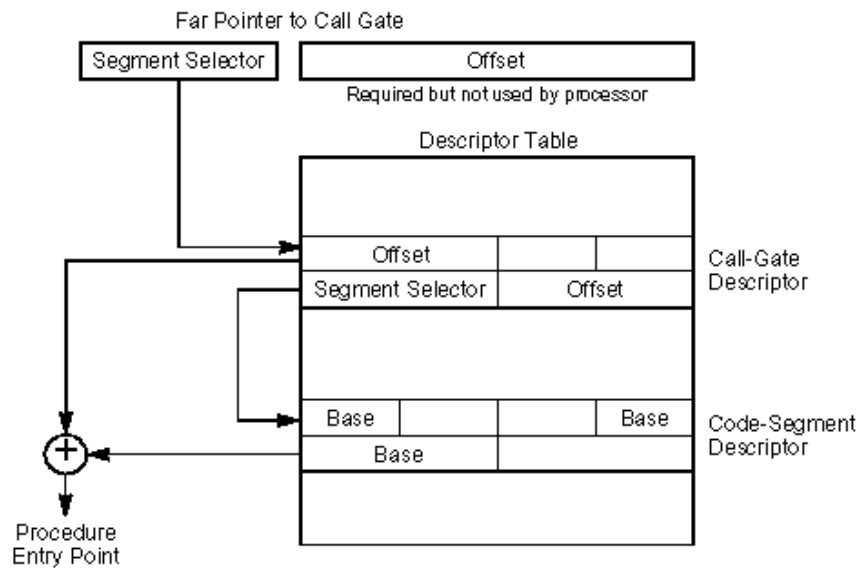 Far Pointer to Call Gate
Segment Selector
Offset
Required but not used by processor
Descriptor Table
Offset
Segment Selector
Offset
Call-Gate
Descriptor
Base
Base
Base
Code-Segment
Descriptor
+
Procedure
Entry Point